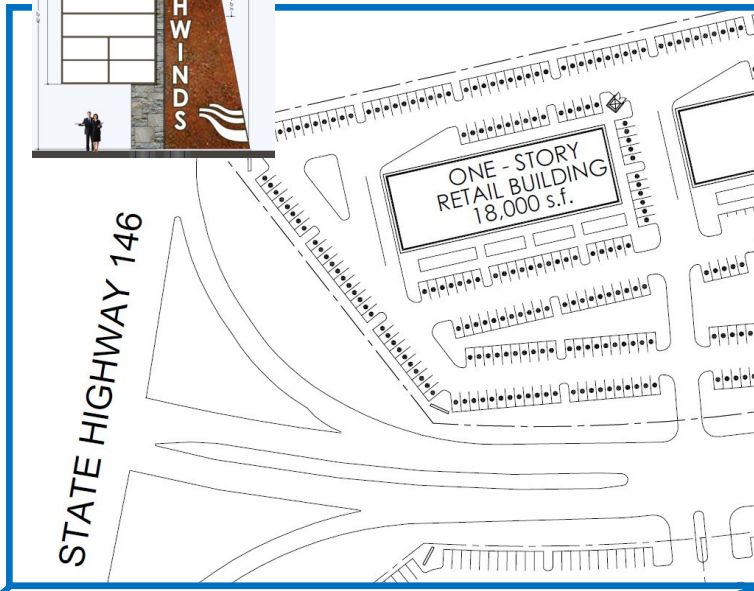 HWINDS
ONE - STORY
RETAIL BUILDING
18,000 s.f.
STATE HIGHWAY 146